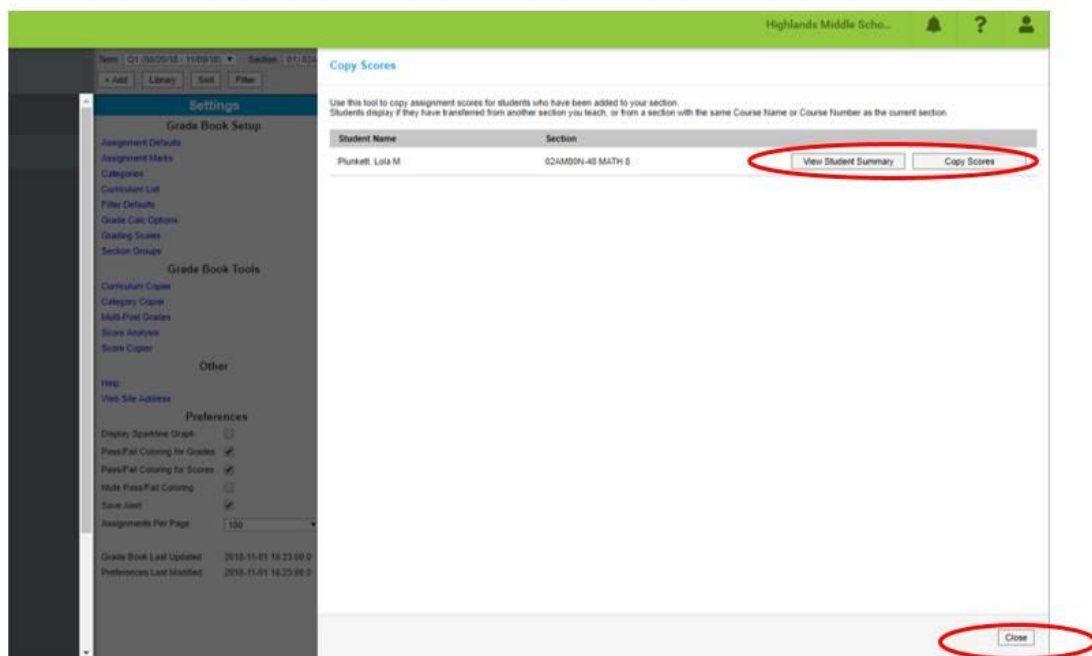 Highlands Middle Scho...
?
Term Q1 (08/20/18 - 11/09/18) Section 01) 02A
+ Add Library Sort Filter
Settings
Grade Book Setup
Assignment Defaults
Assignment Marks
Categories
Curriculum List
Filter Defaults
Grade Calc Options
Grading Scales
Section Groups
Grade Book Tools
Curriculum Copier
Category Copier
Multi-Post Grades
Score Analysis
Score Copier
Other
Help
Web Site Address
Preferences
Display Sparkline Graph
Pass/Fail Coloring for Grades
Pass/Fail Coloring for Scores
Mute Pass/Fail Coloring
Save Alert
Assignments Per Page 100
Grade Book Last Updated 2018-11-01 16:23:00.0
Preferences Last Modified 2018-11-01 16:23:00.0
Copy Scores
Use this tool to copy assignment scores for students who have been added to your section.
Students display if they have transferred from another section you teach, or from a section with the same Course Name or Course Number as the current section.
Student Name Section
Plunkett, Lola M 02AM80N-48 MATH 8 View Student Summary Copy Scores
Close